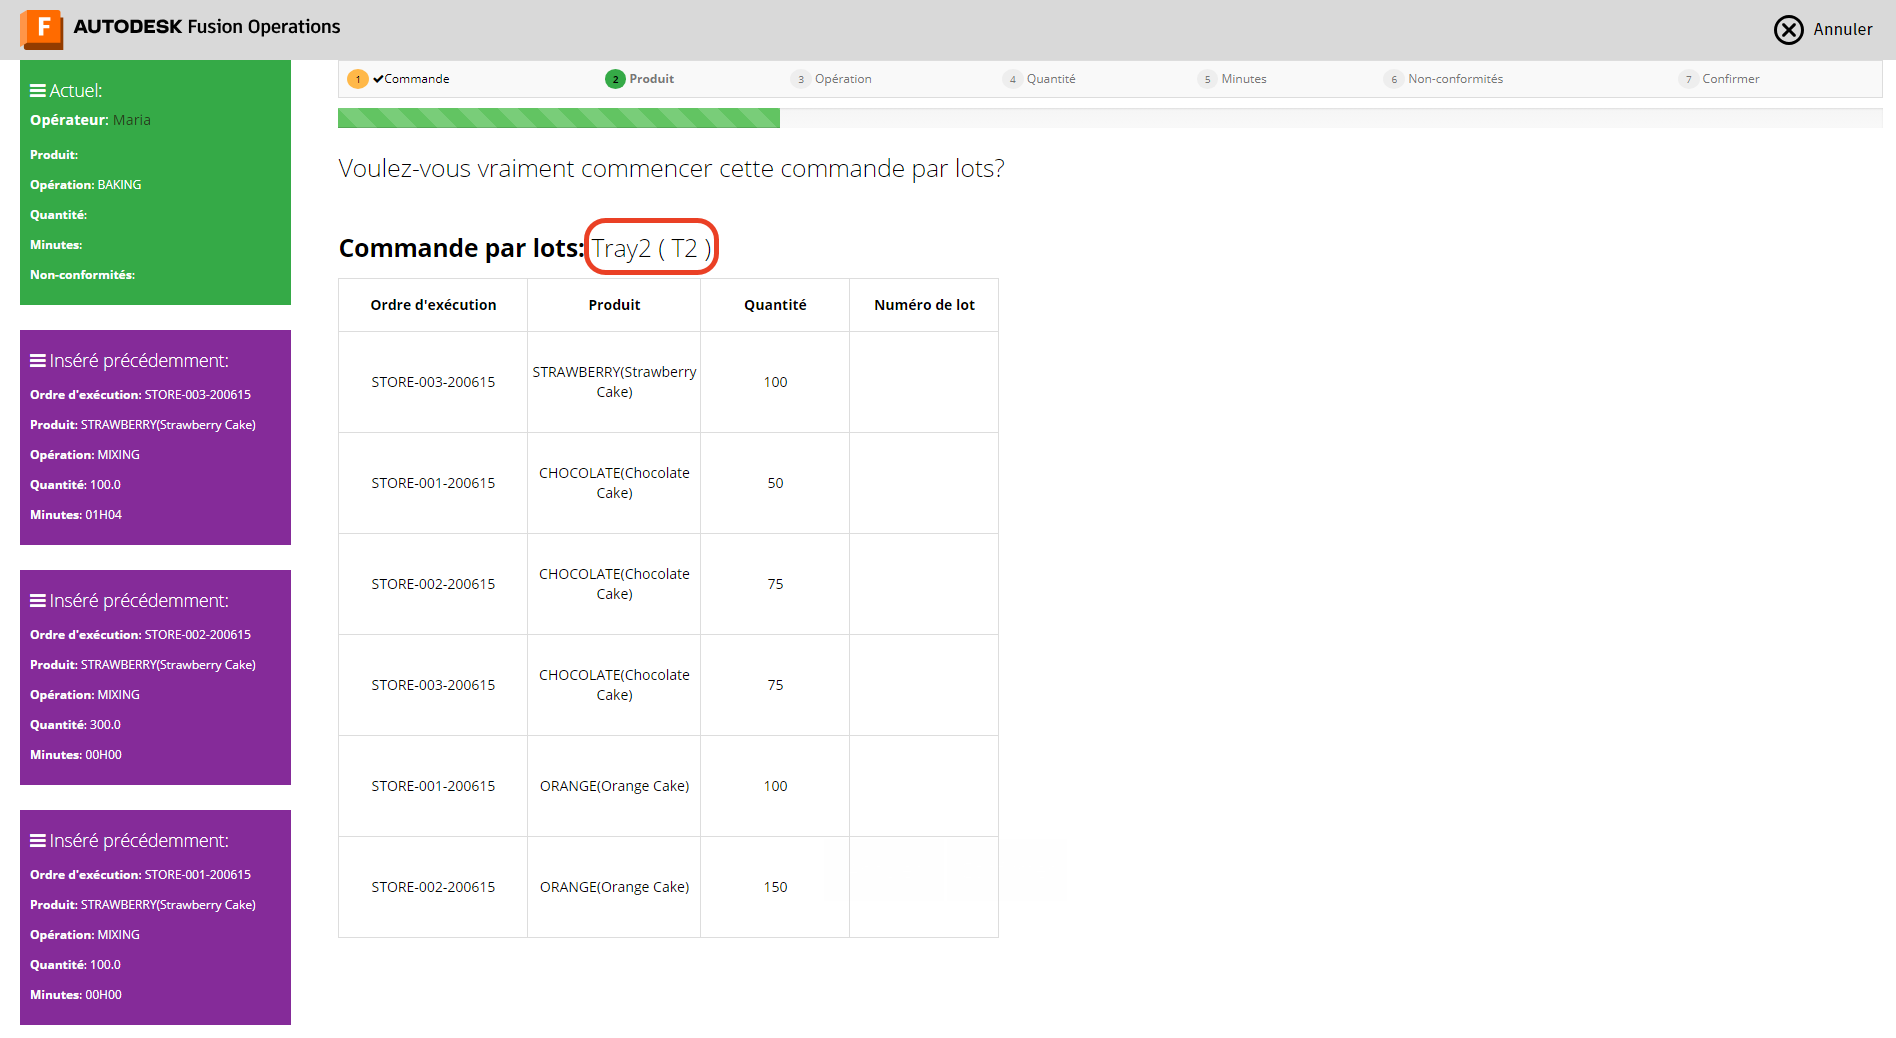 F AUTODESK Fusion Operations
Annuler
Actuel:
Opérateur: Maria
Produit:
Opération: BAKING
Quantité:
Minutes:
Non-conformités:
Inséré précédemment:
Ordre d'exécution: STORE-003-200615
Produit: STRAWBERRY(Strawberry Cake)
Opération: MIXING
Quantité: 100.0
Minutes: 01H04
Inséré précédemment:
Ordre d'exécution: STORE-002-200615
Produit: STRAWBERRY(Strawberry Cake)
Opération: MIXING
Quantité: 300.0
Minutes: 00H00
Inséré précédemment:
Ordre d'exécution: STORE-001-200615
Produit: STRAWBERRY(Strawberry Cake)
Opération: MIXING
Quantité: 100.0
Minutes: 00H00
1 Commande 2 Produit 3 Opération 4 Quantité 5 Minutes 6 Non-conformités 7 Confirmer
Voulez-vous vraiment commencer cette commande par lots?
Commande par lots: Tray2 ( T2 )
Ordre d'exécution Produit Quantité Numéro de lot
STORE-003-200615 STRAWBERRY(Strawberry
Cake) 100
STORE-001-200615 CHOCOLATE(Chocolate
Cake) 50
STORE-002-200615 CHOCOLATE(Chocolate
Cake) 75
STORE-003-200615 CHOCOLATE(Chocolate
Cake) 75
STORE-001-200615 ORANGE(Orange Cake) 100
STORE-002-200615 ORANGE(Orange Cake) 150